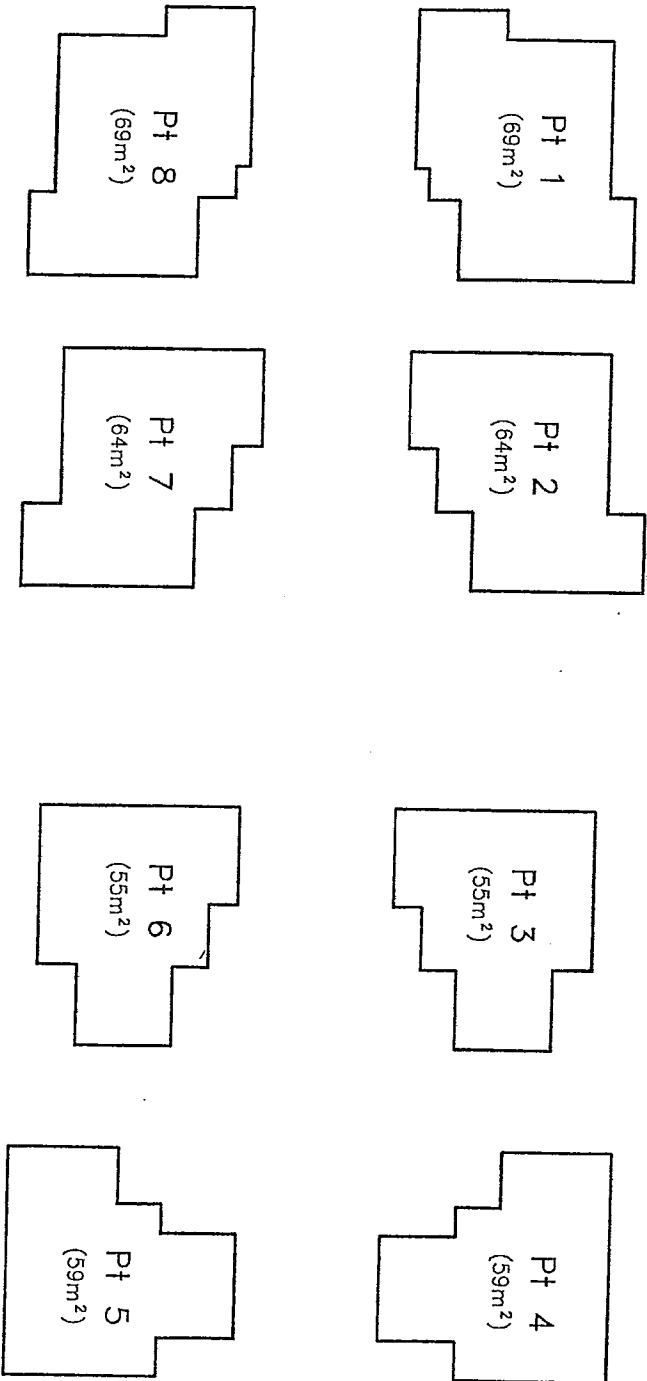 Pt 1
(69m²)
Pt 2
(64m²)
Pt 3
(55m²)
Pt 4
(59m²)
Pt 5
(59m²)
Pt 6
(55m²)
Pt 7
(64m²)
Pt 8
(69m²)